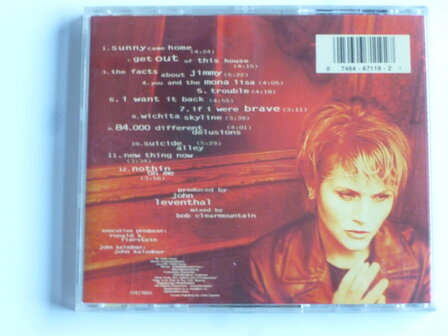 1. sunny came home (4:24)
2. get out of this house
(4:15)
3. the facts about jimmy (5:22)
4. you and the mona lisa (4:05)
5. trouble (4:18)
6. i want it back (4:55)
7. if i were brave (3:11)
8. wichita skyline (3:39)
9. 84,000 different (4:01)
delusions
10. suicide (5:29)
alley
11. new thing now
(3:34)
12. nothin
on me
(3:56)
produced by
john
leventhal
mixed by
bob clearmountain
executive producer:
ronald k.
fierstein
john kalodner:
john kalodner
0 7464-67119-2